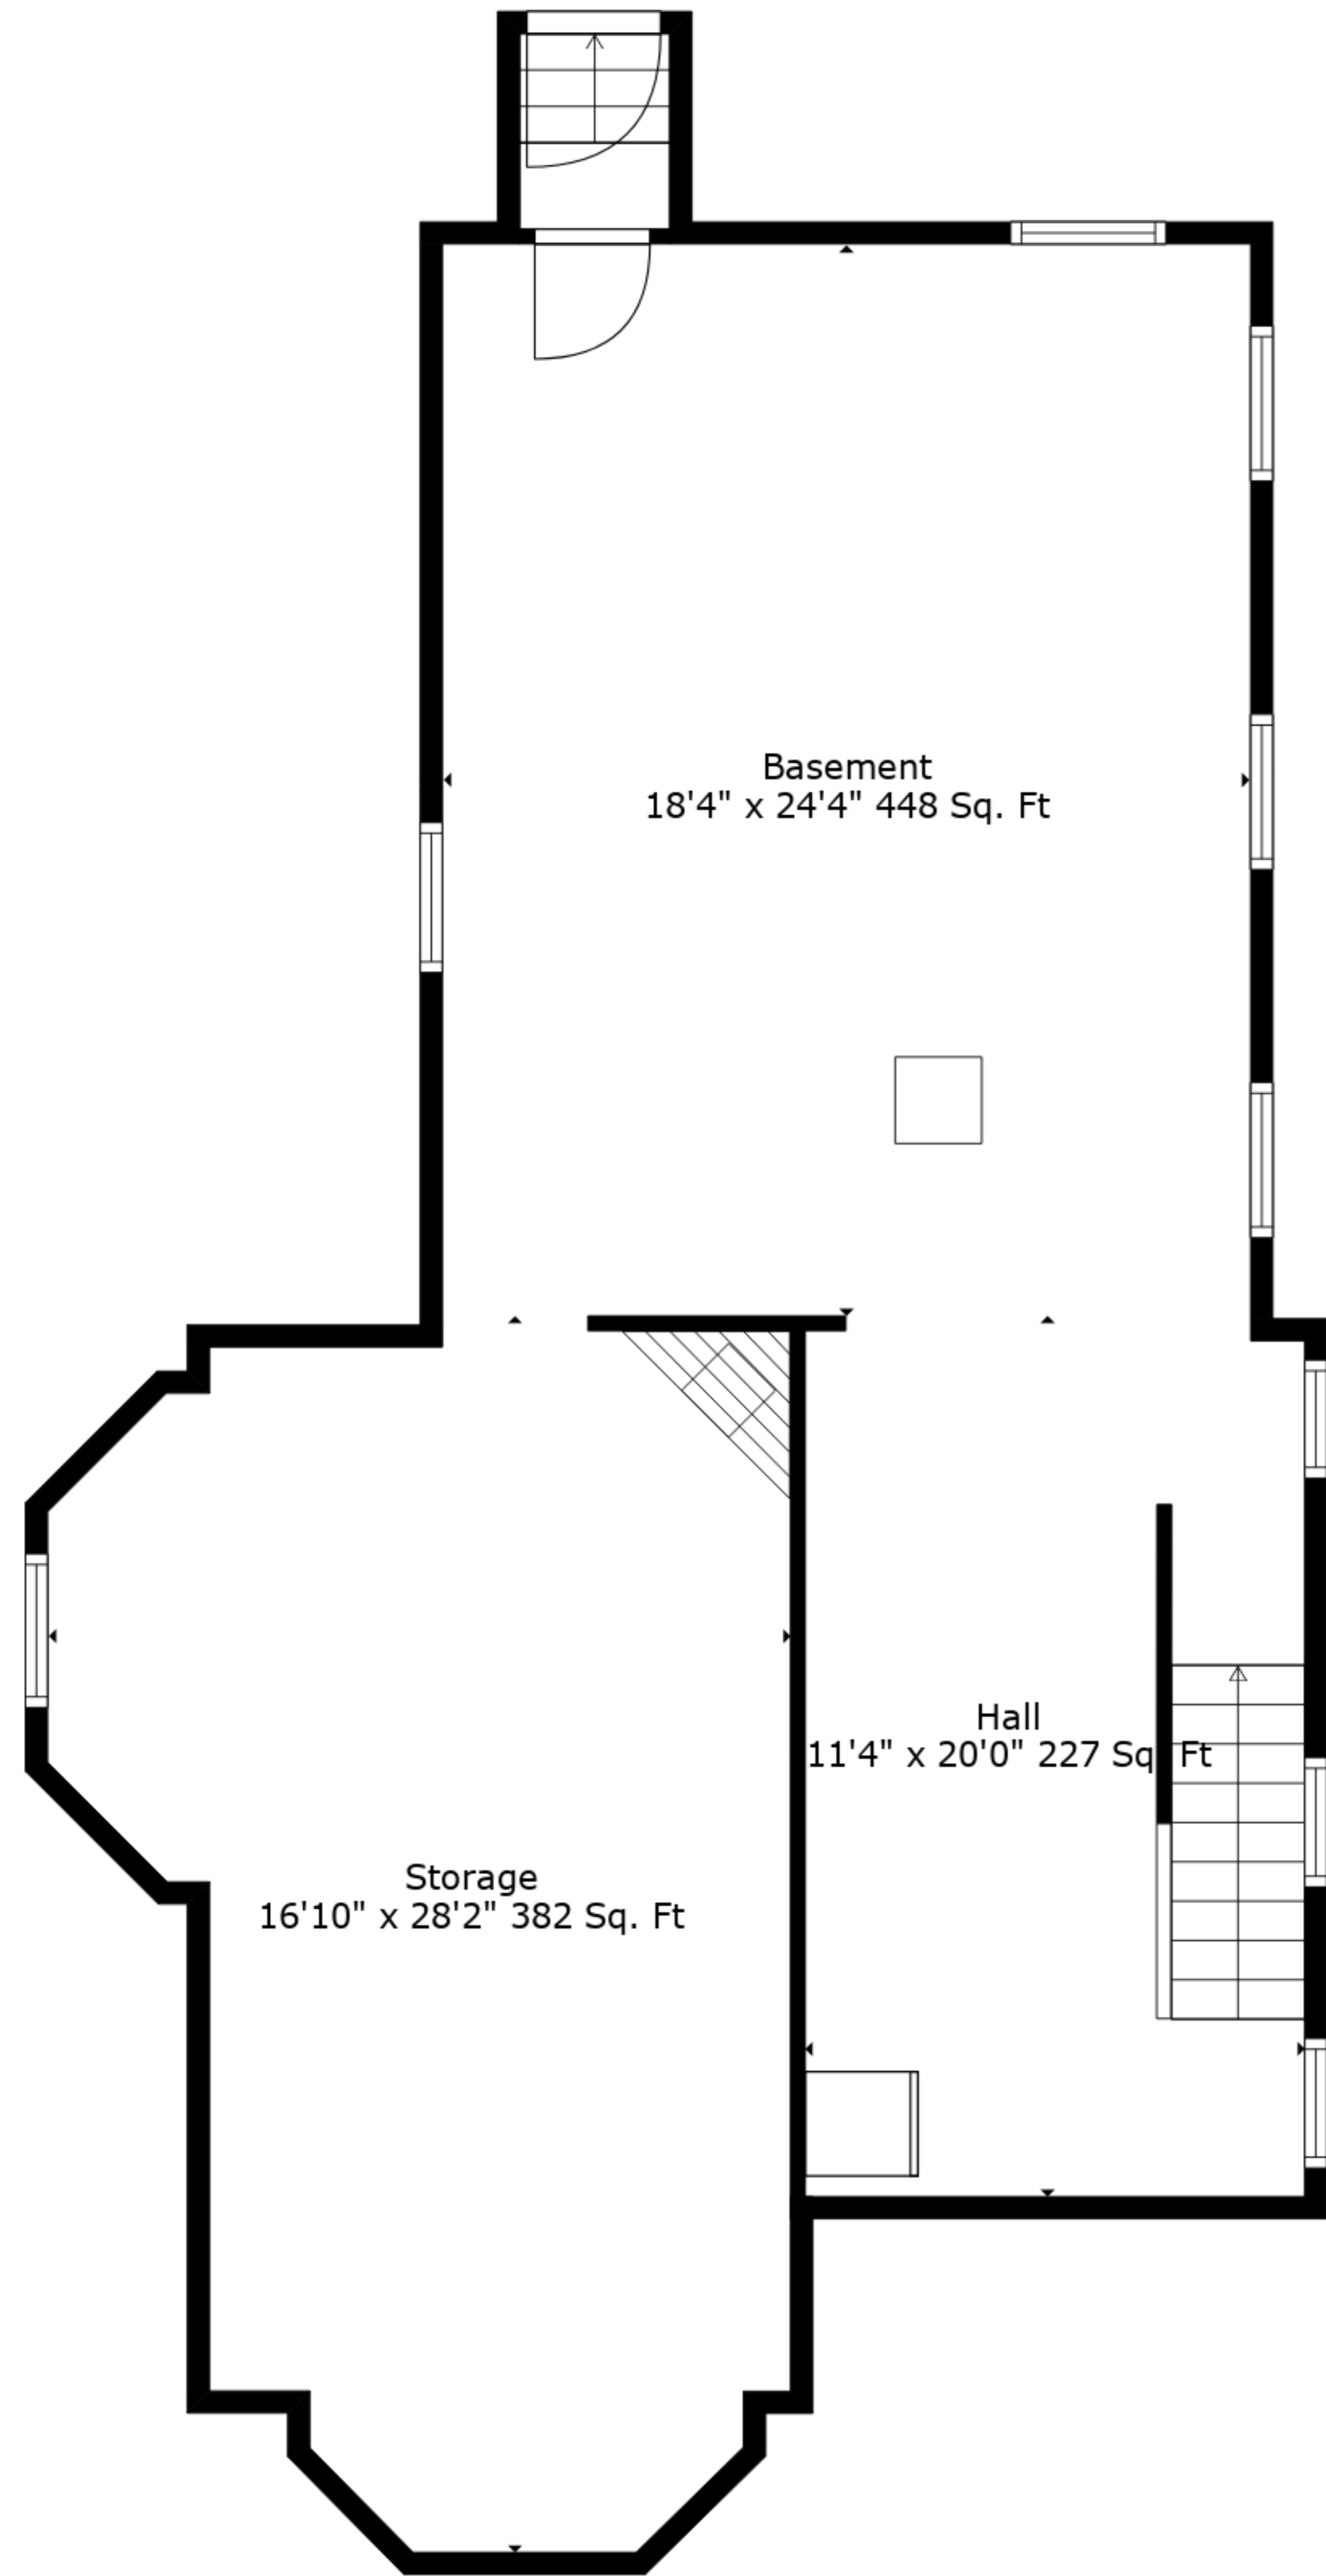 Basement
18'4" x 24'4" 448 Sq. Ft
Hall
11'4" x 20'0" 227 Sq. Ft
Storage
16'10" x 28'2" 382 Sq. Ft